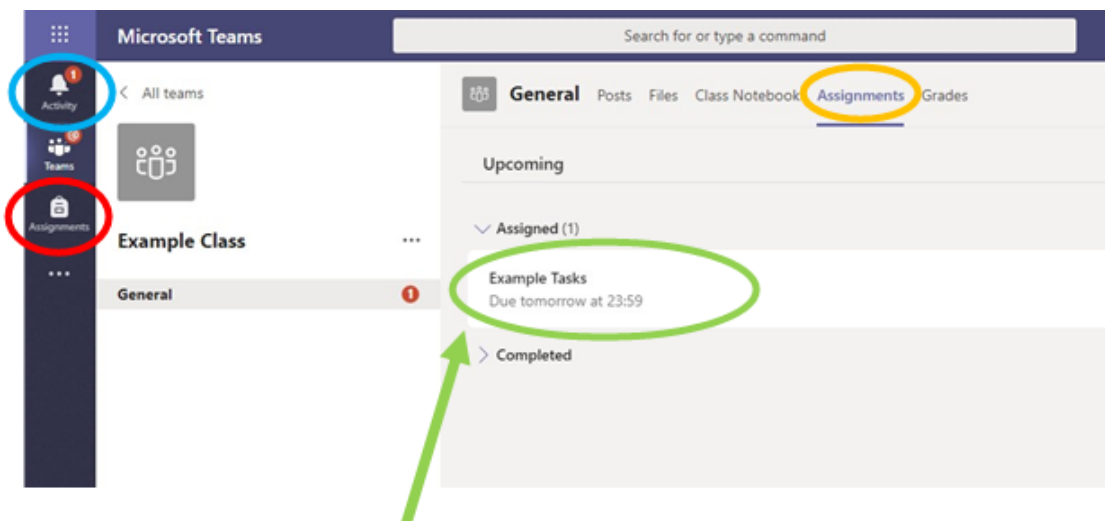 Microsoft Teams
Search for or type a command
1
Activity
Teams
Assignments
All teams
Example Class
...
General 1
General Posts Files Class Notebook Assignments Grades
Upcoming
Assigned (1)
Example Tasks
Due tomorrow at 23:59
Completed